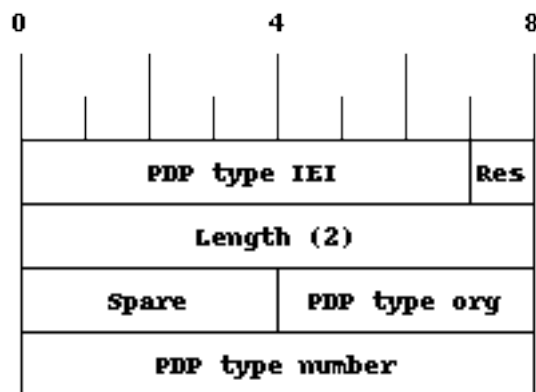 0 4 8
PDP type IEI Res
Length (2)
Spare PDP type org
PDP type number